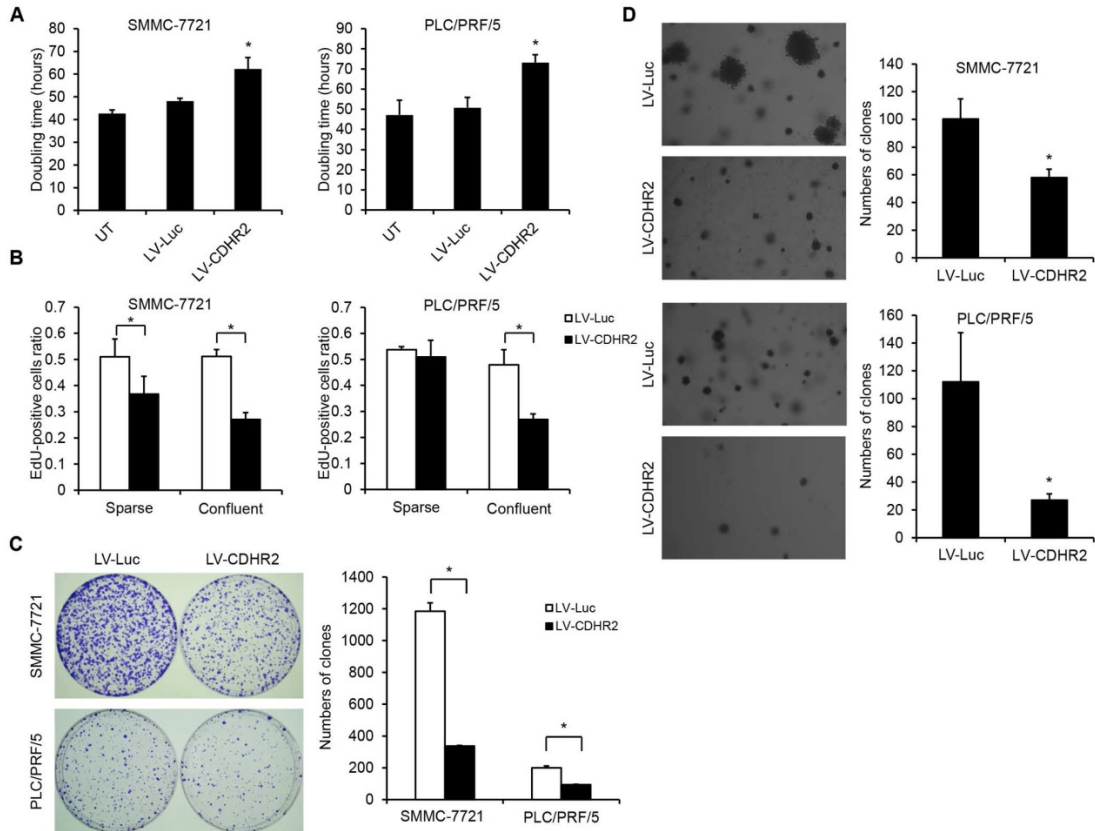 A
SMMC-7721
Doubling time (hours)
80
70
60
50
40
30
20
10
0
*
UT
LV-Luc
LV-CDHR2
PLC/PRF/5
Doubling time (hours)
90
80
70
60
50
40
30
20
10
0
*
UT
LV-Luc
LV-CDHR2
B
SMMC-7721
EdU-positive cells ratio
0.7
0.6
0.5
0.4
0.3
0.2
0.1
0
*
*
Sparse
Confluent
PLC/PRF/5
EdU-positive cells ratio
0.7
0.6
0.5
0.4
0.3
0.2
0.1
0
*
LV-Luc
LV-CDHR2
Sparse
Confluent
C
LV-Luc
LV-CDHR2
SMMC-7721
PLC/PRF/5
Numbers of clones
1400
1200
1000
800
600
400
200
0
*
*
LV-Luc
LV-CDHR2
SMMC-7721
PLC/PRF/5
D
LV-Luc
LV-CDHR2
SMMC-7721
Numbers of clones
140
120
100
80
60
40
20
0
*
LV-Luc
LV-CDHR2
LV-Luc
LV-CDHR2
PLC/PRF/5
Numbers of clones
160
140
120
100
80
60
40
20
0
*
LV-Luc
LV-CDHR2